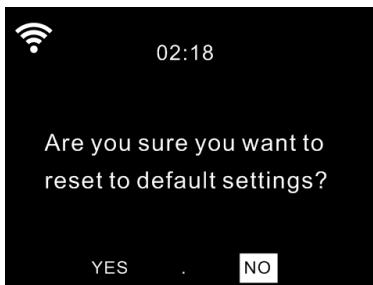 02:18
Are you sure you want to
reset to default settings?
YES . NO